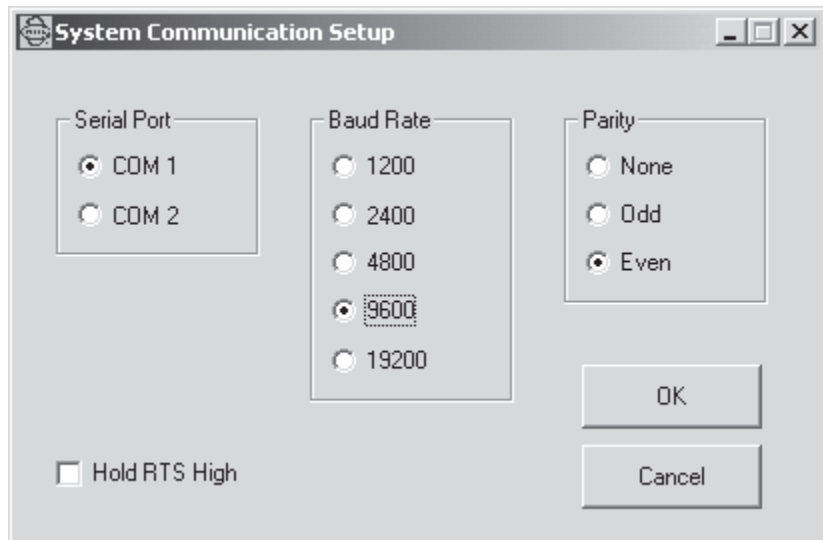 System Communication Setup
Serial Port
COM 1
COM 2
Baud Rate
1200
2400
4800
9600
19200
Parity
None
Odd
Even
Hold RTS High
OK
Cancel